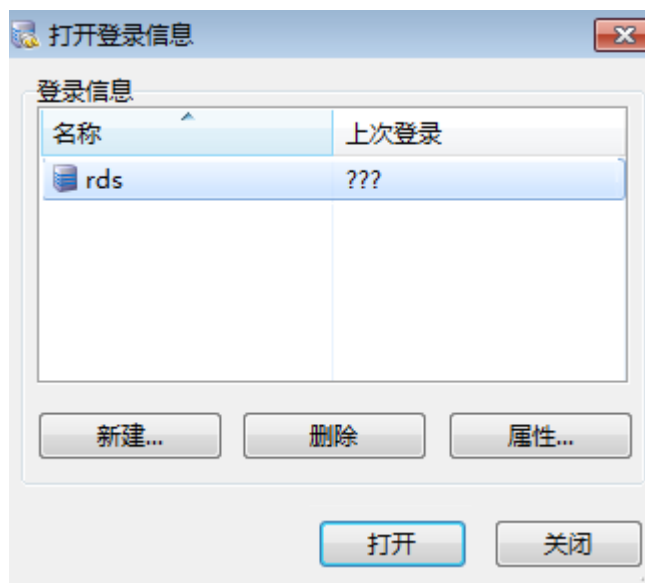 打开登录信息
登录信息
名称 上次登录
rds ???
新建... 删除 属性...
打开 关闭